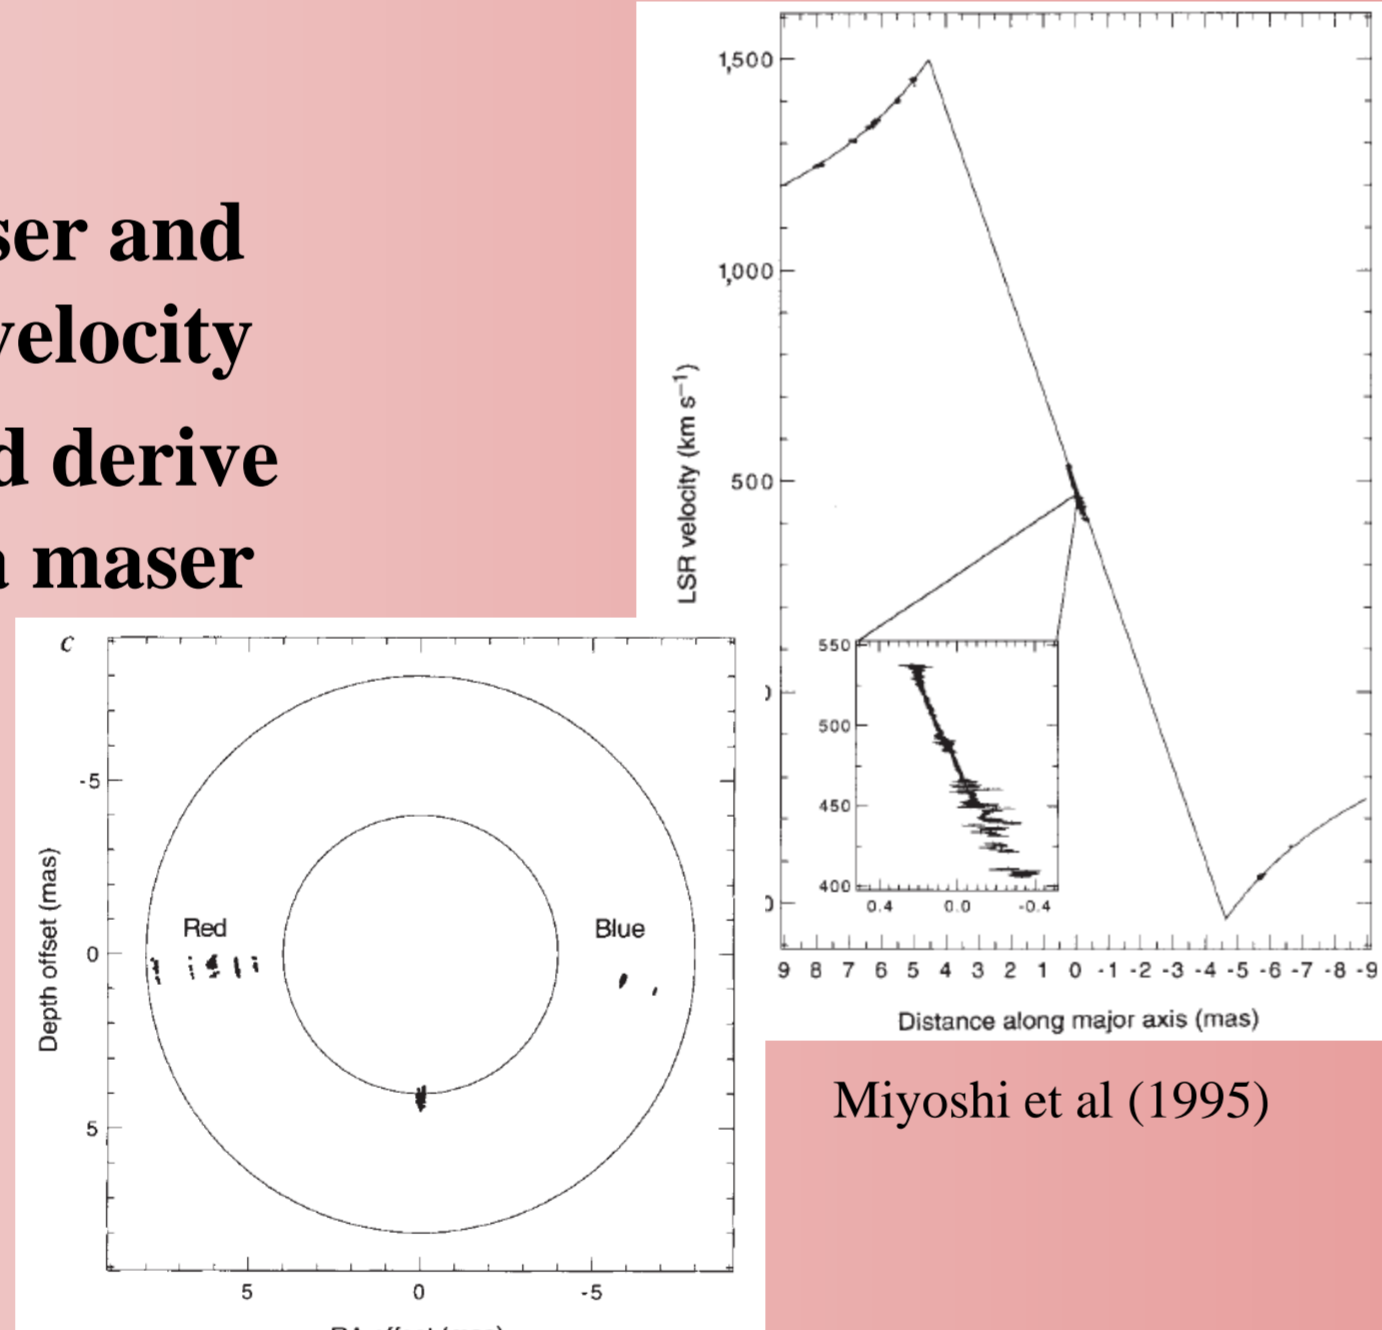 ser and
velocity
d derive
a maser
1,500
1,000
500
LSR velocity (km s−1)
550
500
450
400
0.4 0.0 -0.4
9 8 7 6 5 4 3 2 1 0 -1 -2 -3 -4 -5 -6 -7 -8 -9
Distance along major axis (mas)
c
-5
0
5
Depth offset (mas)
Red
Blue
5 0 -5
Miyoshi et al (1995)